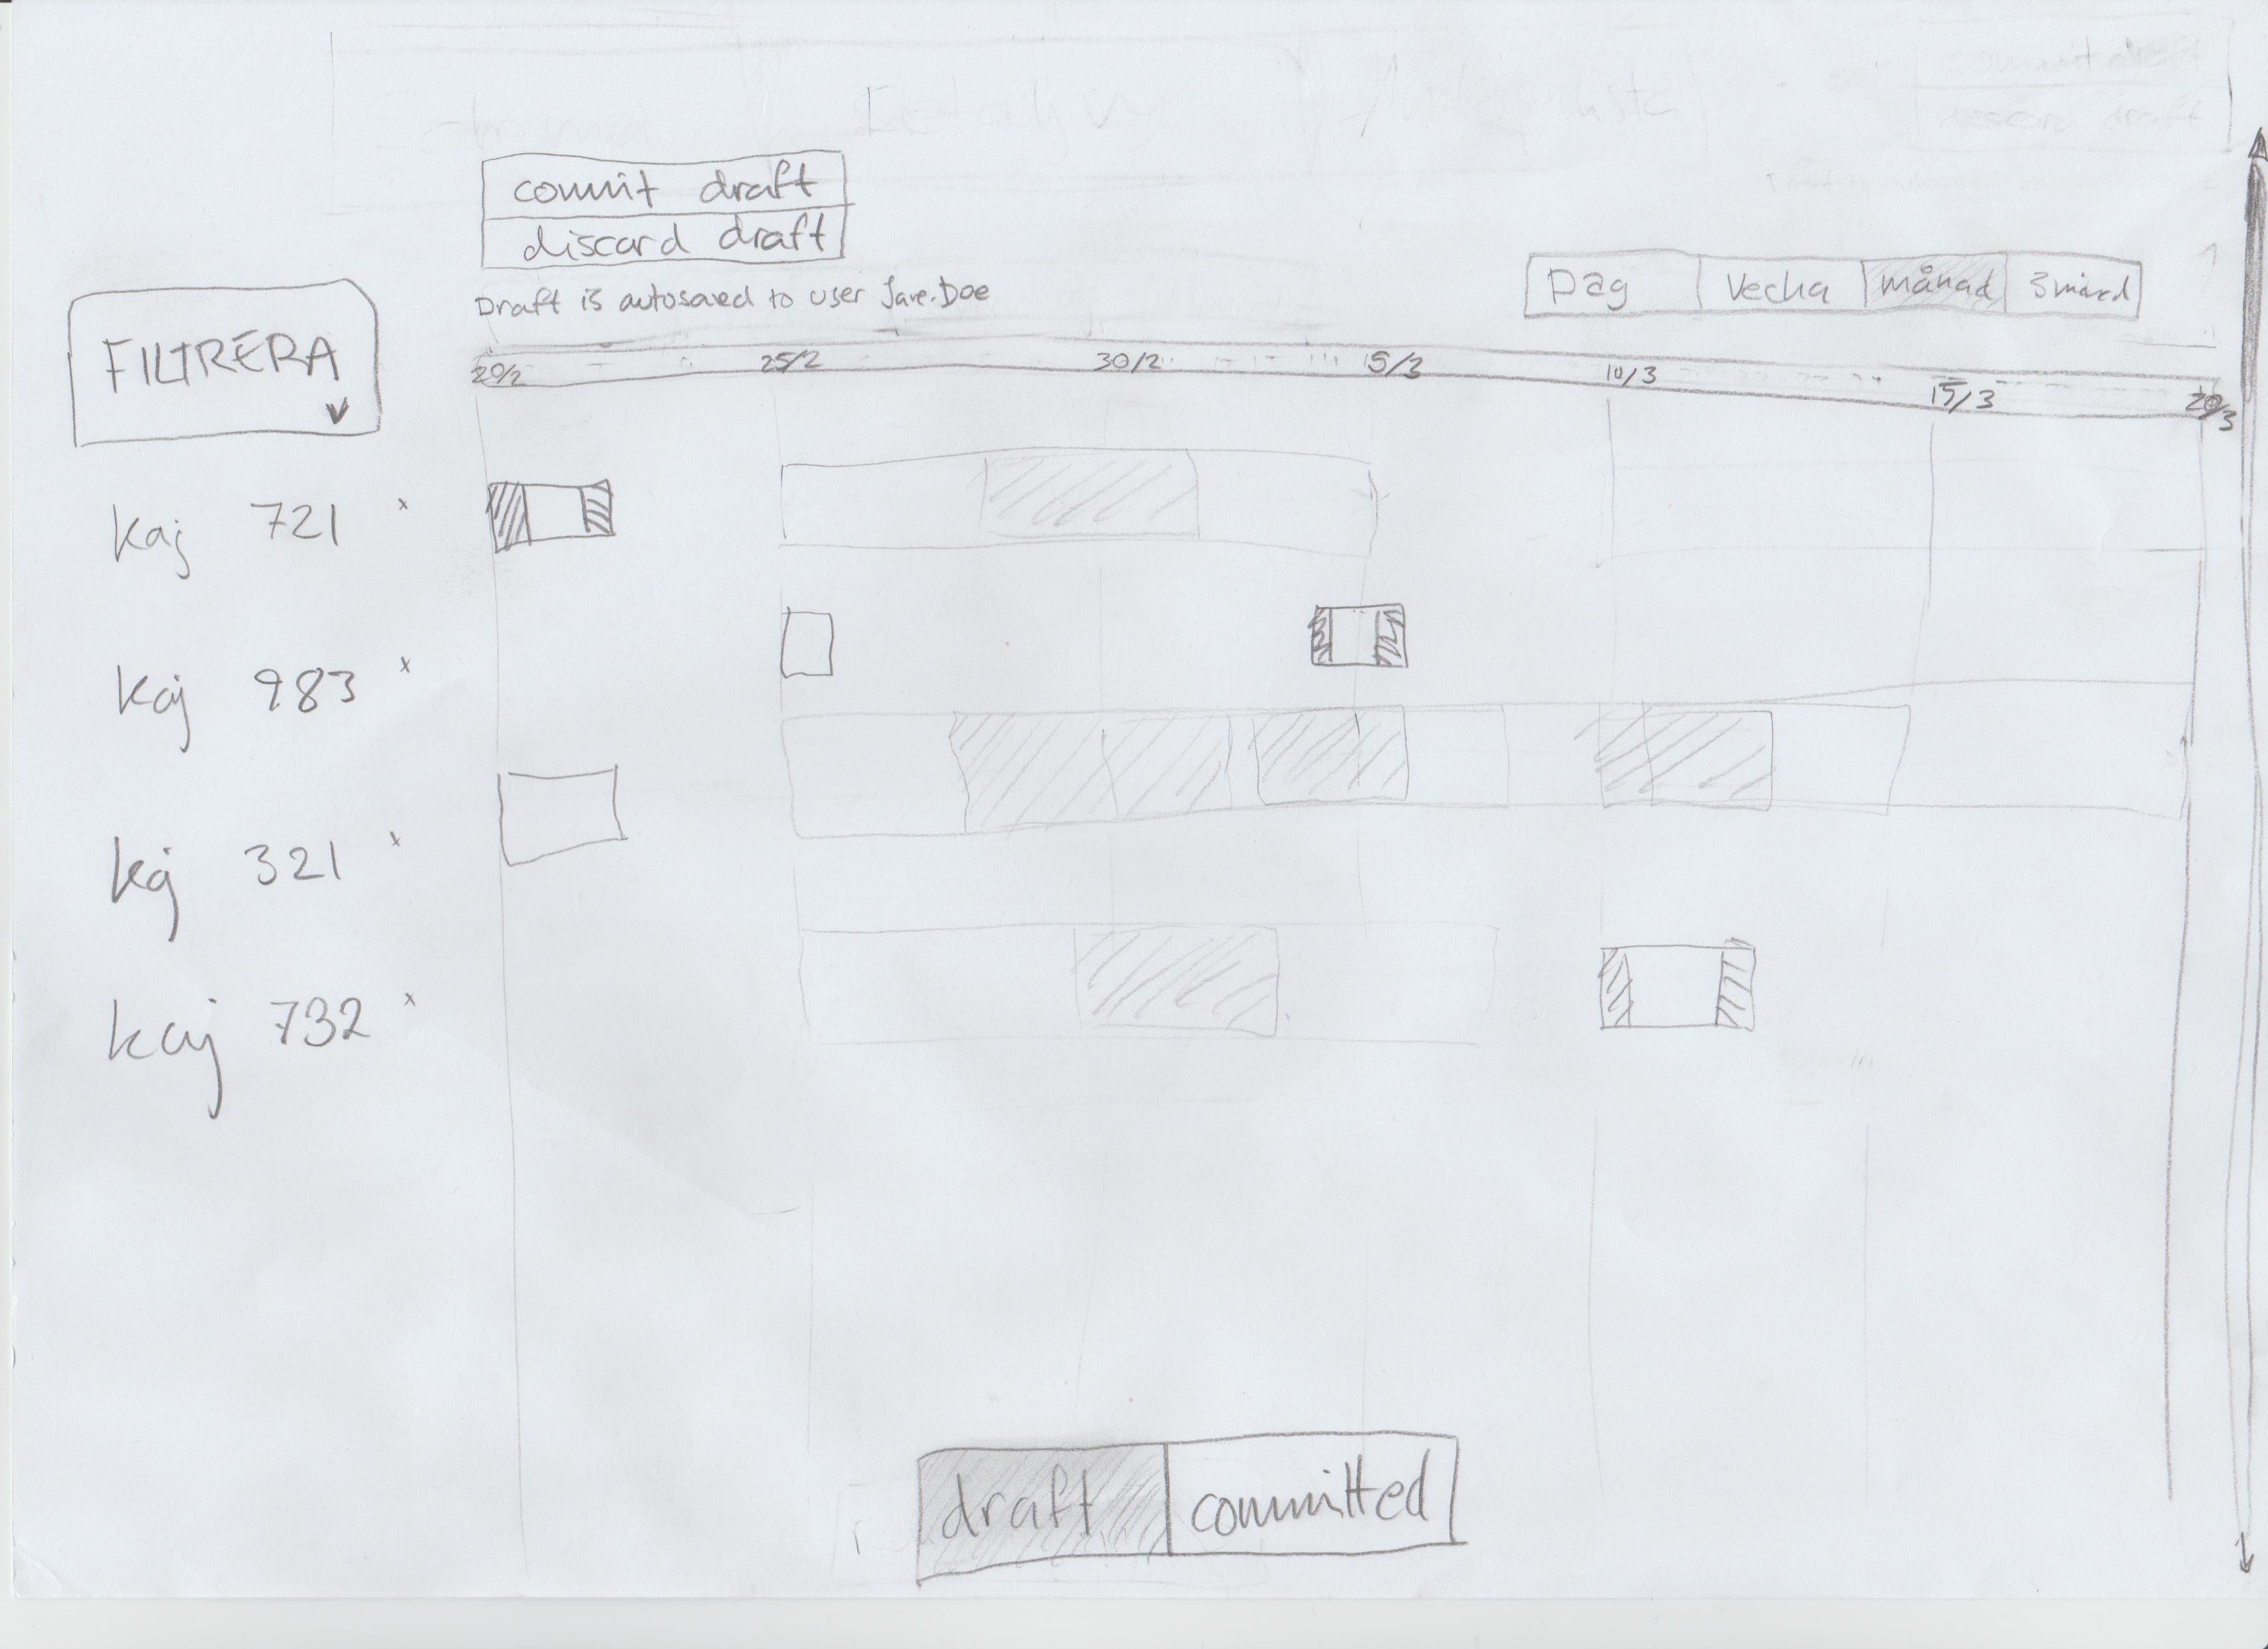 commit draft
discard draft
Draft is autosaved to user Jane.Doe
Dag Vecka månad 3månad
FILTRERA
20/2 25/2 30/2 5/3 10/3 15/3 20/3
kaj 721 x
kaj 983 x
kaj 321 x
kaj 732 x
draft committed